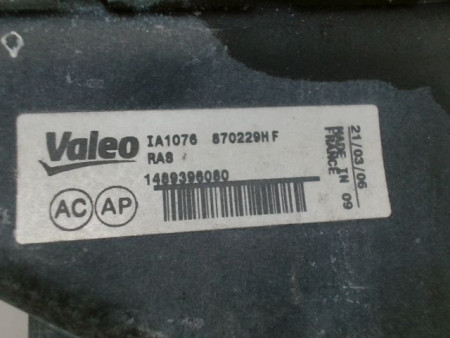 Valeo
IA1076 870229HF
RA8
1489396080
AC AP
21/03/06
MADE IN 09
FRANCE